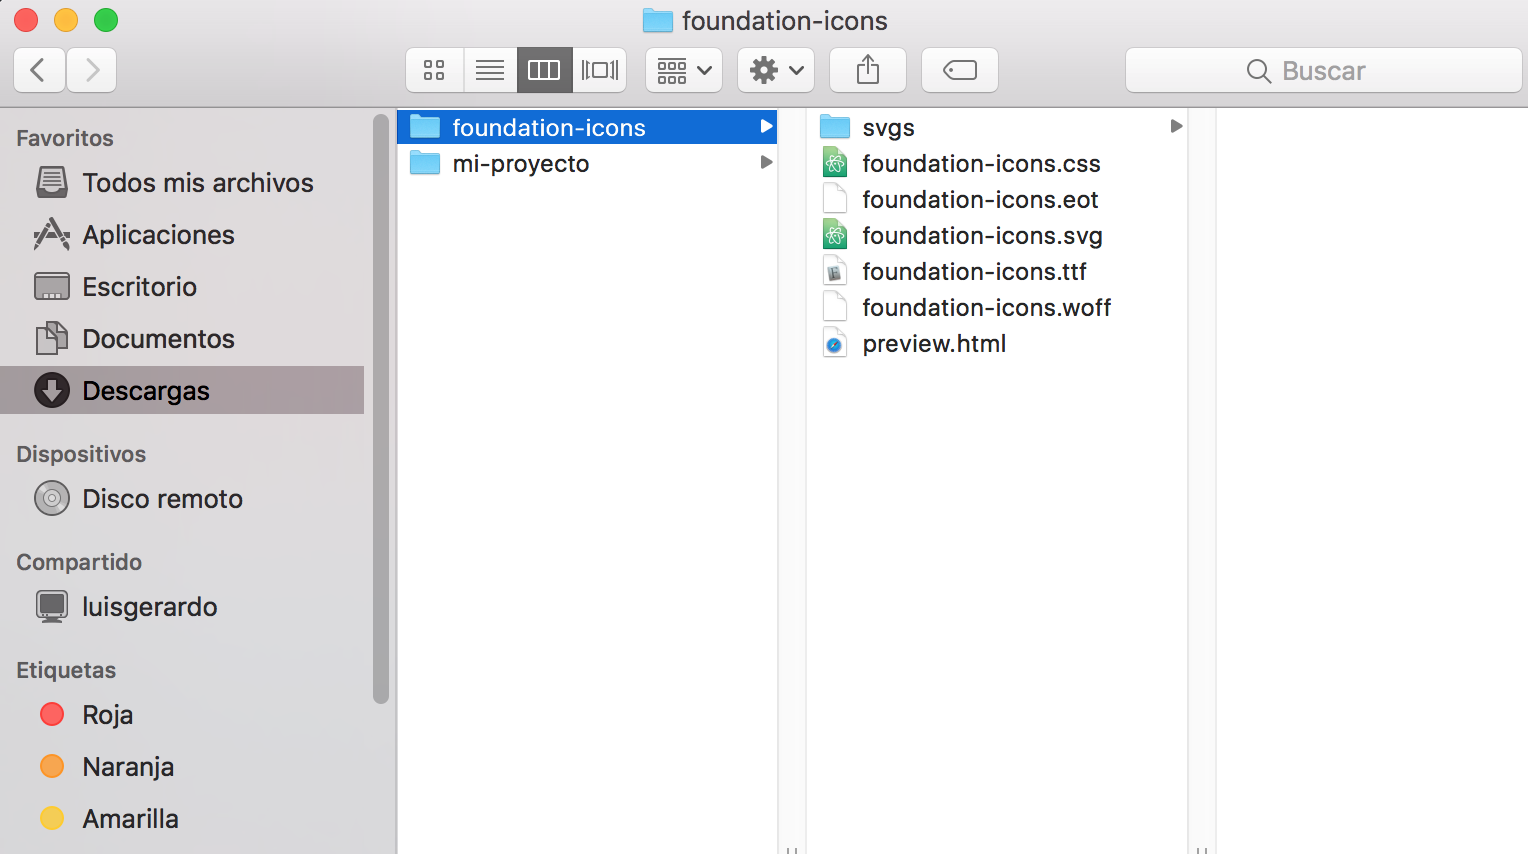 foundation-icons
Buscar
Favoritos
Todos mis archivos
Aplicaciones
Escritorio
Documentos
Descargas
Dispositivos
Disco remoto
Compartido
luisgerardo
Etiquetas
Roja
Naranja
Amarilla
foundation-icons
mi-proyecto
svgs
foundation-icons.css
foundation-icons.eot
foundation-icons.svg
foundation-icons.ttf
foundation-icons.woff
preview.html